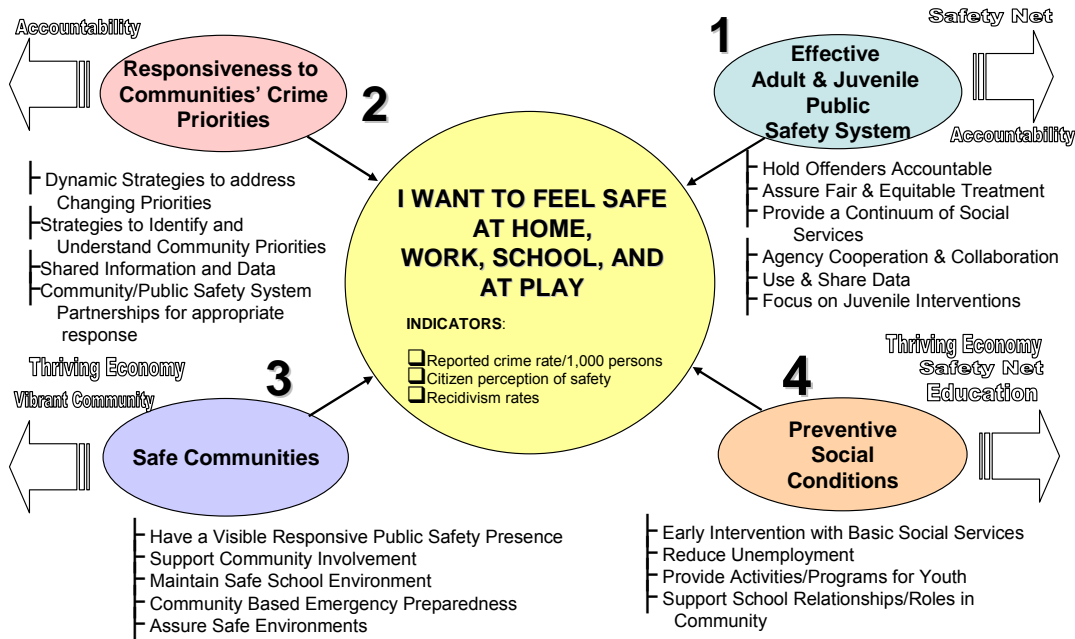 Accountability
Responsiveness to
Communities' Crime
Priorities
2
Dynamic Strategies to address
Changing Priorities
Strategies to Identify and
Understand Community Priorities
Shared Information and Data
Community/Public Safety System
Partnerships for appropriate
response
1
Safety Net
Effective
Adult & Juvenile
Public
Safety System
Accountability
Hold Offenders Accountable
Assure Fair & Equitable Treatment
Provide a Continuum of Social
Services
Agency Cooperation & Collaboration
Use & Share Data
Focus on Juvenile Interventions
I WANT TO FEEL SAFE
AT HOME,
WORK, SCHOOL, AND
AT PLAY
INDICATORS:
Reported crime rate/1,000 persons
Citizen perception of safety
Recidivism rates
Thriving Economy
Vibrant Community
3
Safe Communities
Have a Visible Responsive Public Safety Presence
Support Community Involvement
Maintain Safe School Environment
Community Based Emergency Preparedness
Assure Safe Environments
4
Thriving Economy
Safety Net
Education
Preventive
Social
Conditions
Early Intervention with Basic Social Services
Reduce Unemployment
Provide Activities/Programs for Youth
Support School Relationships/Roles in
Community